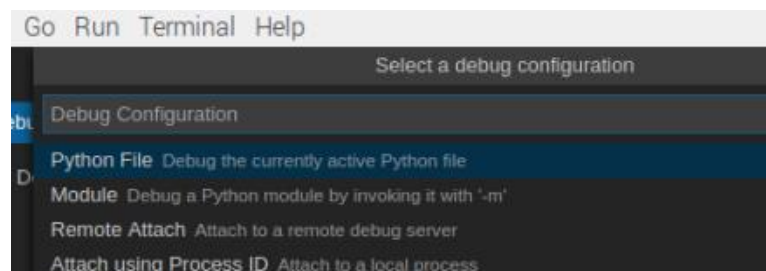 Go Run Terminal Help
Select a debug configuration
Debug Configuration
Python File Debug the currently active Python file
Module Debug a Python module by invoking it with '-m'
Remote Attach Attach to a remote debug server
Attach using Process ID Attach to a local process